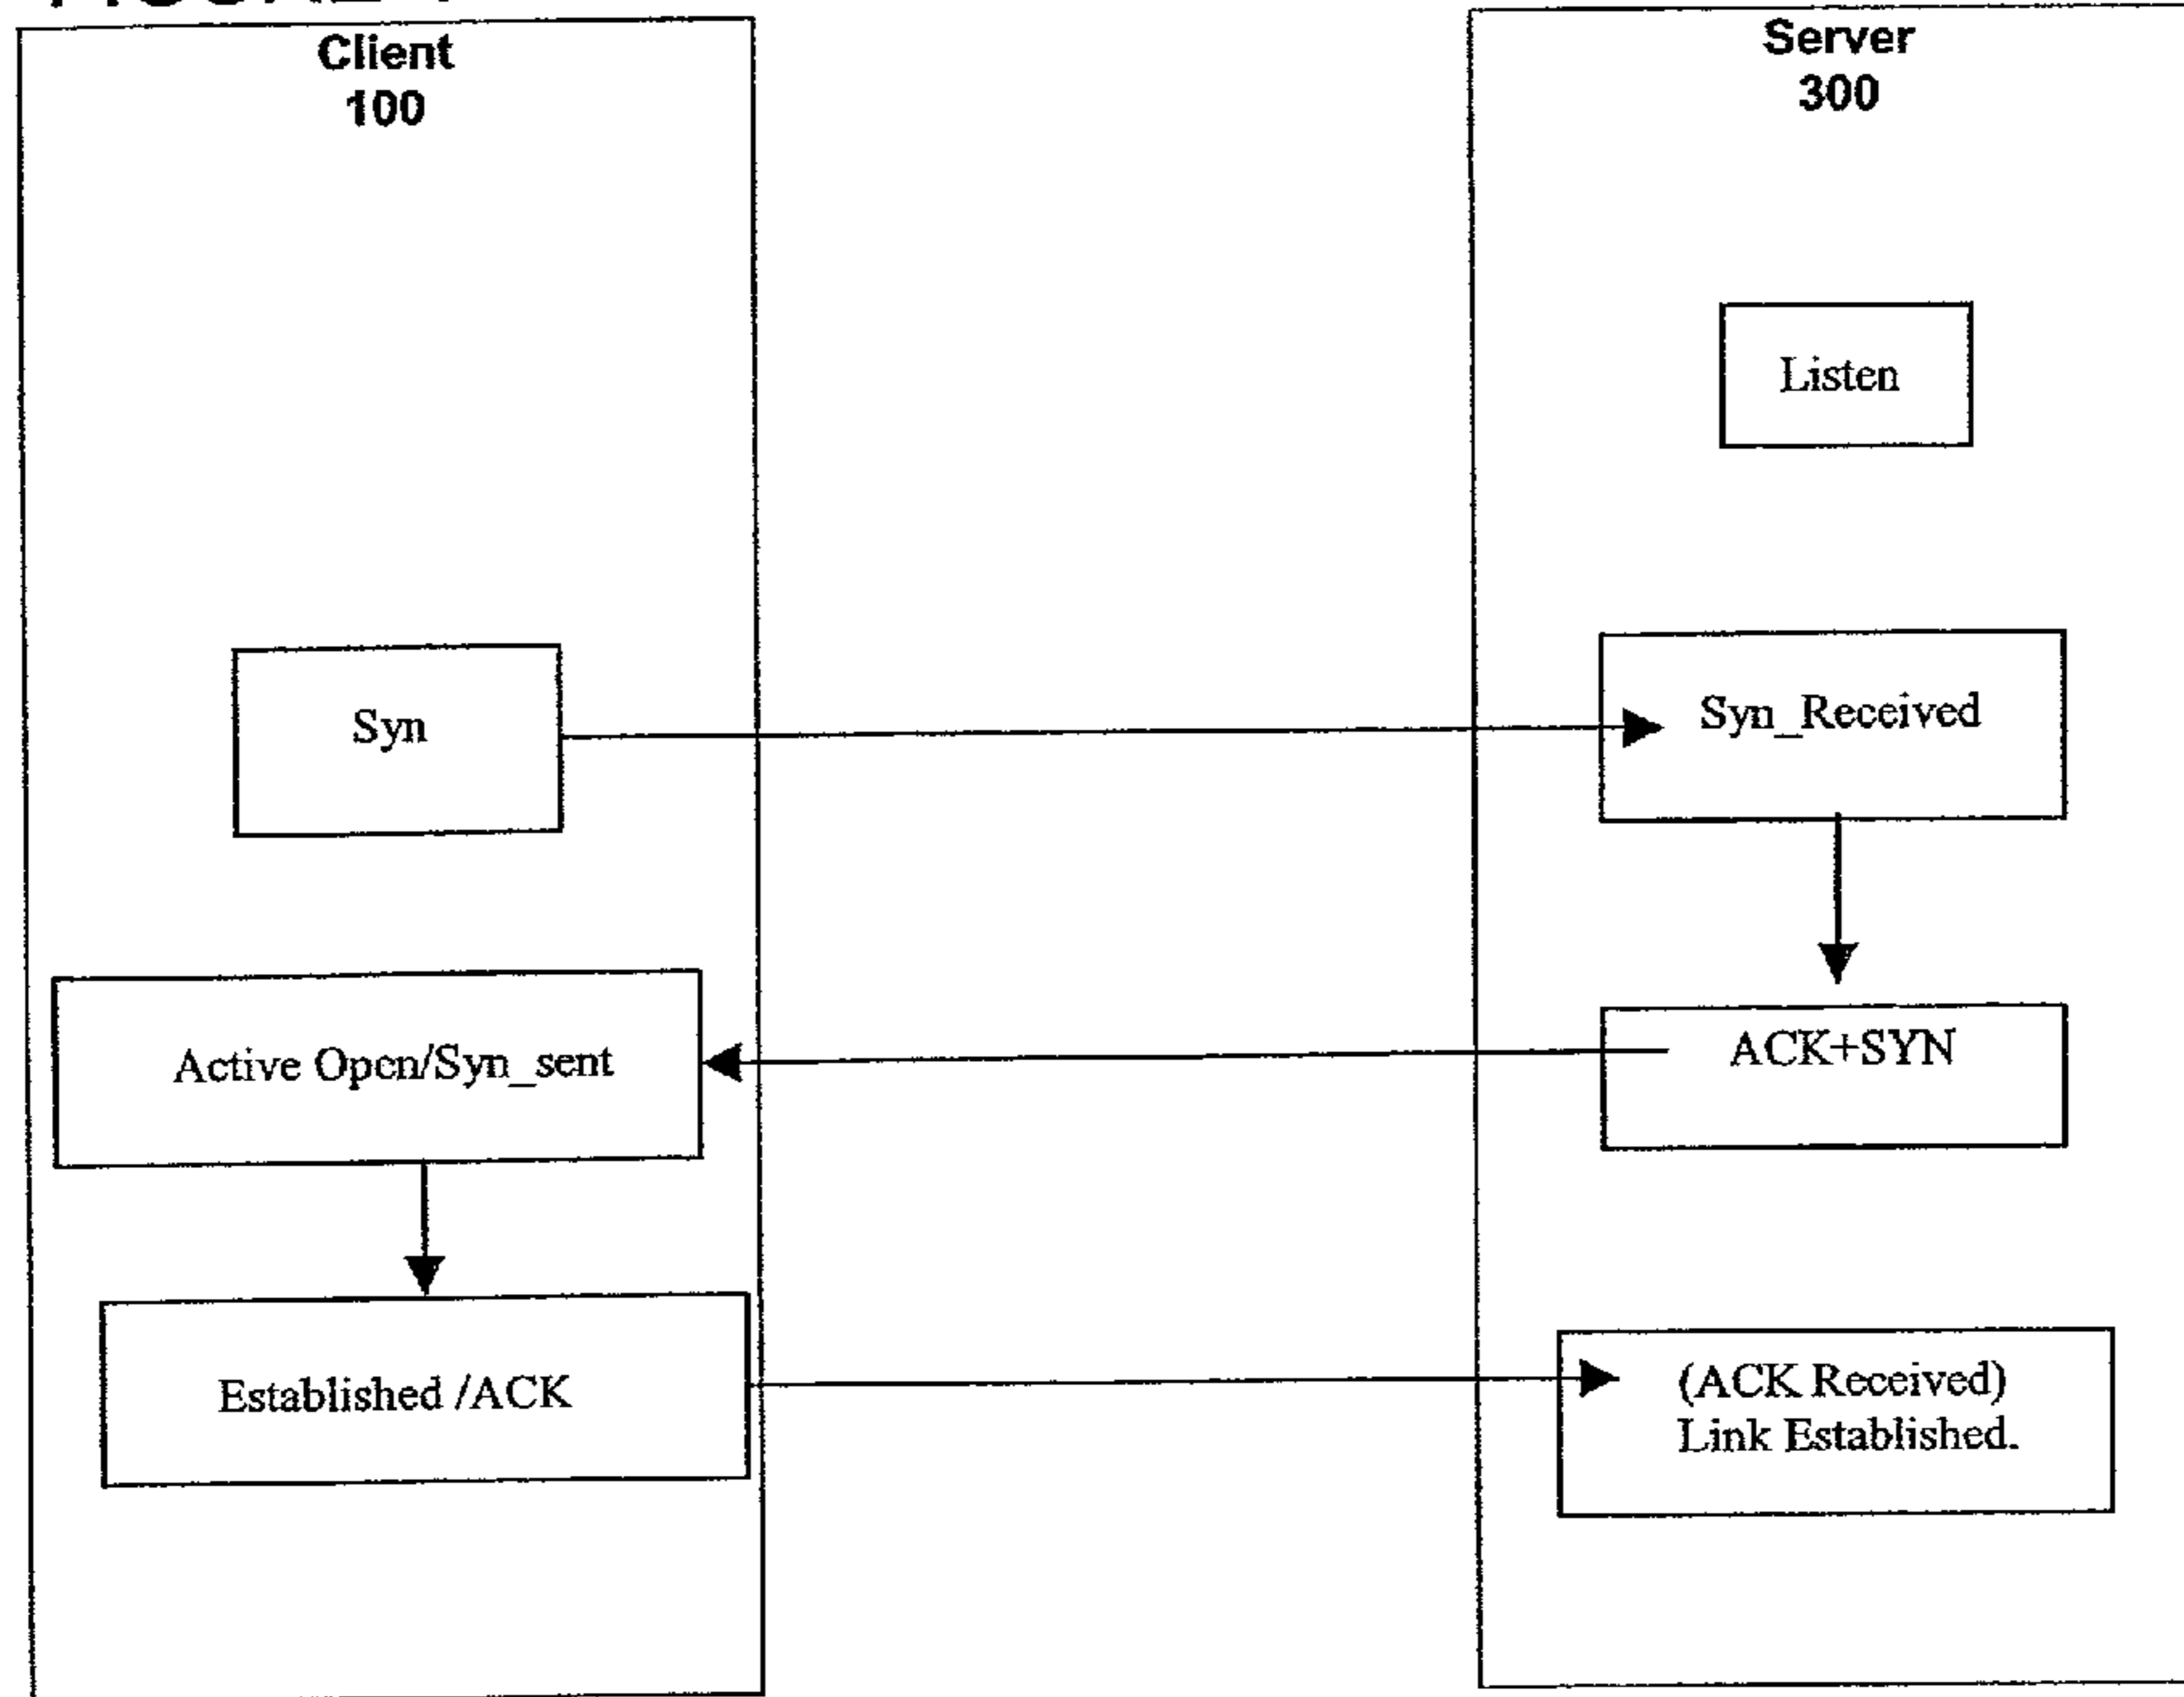 Client
100
Server
300
Listen
Syn
Syn_Received
Active Open/Syn_sent
ACK+SYN
Established /ACK
(ACK Received)
Link Established.